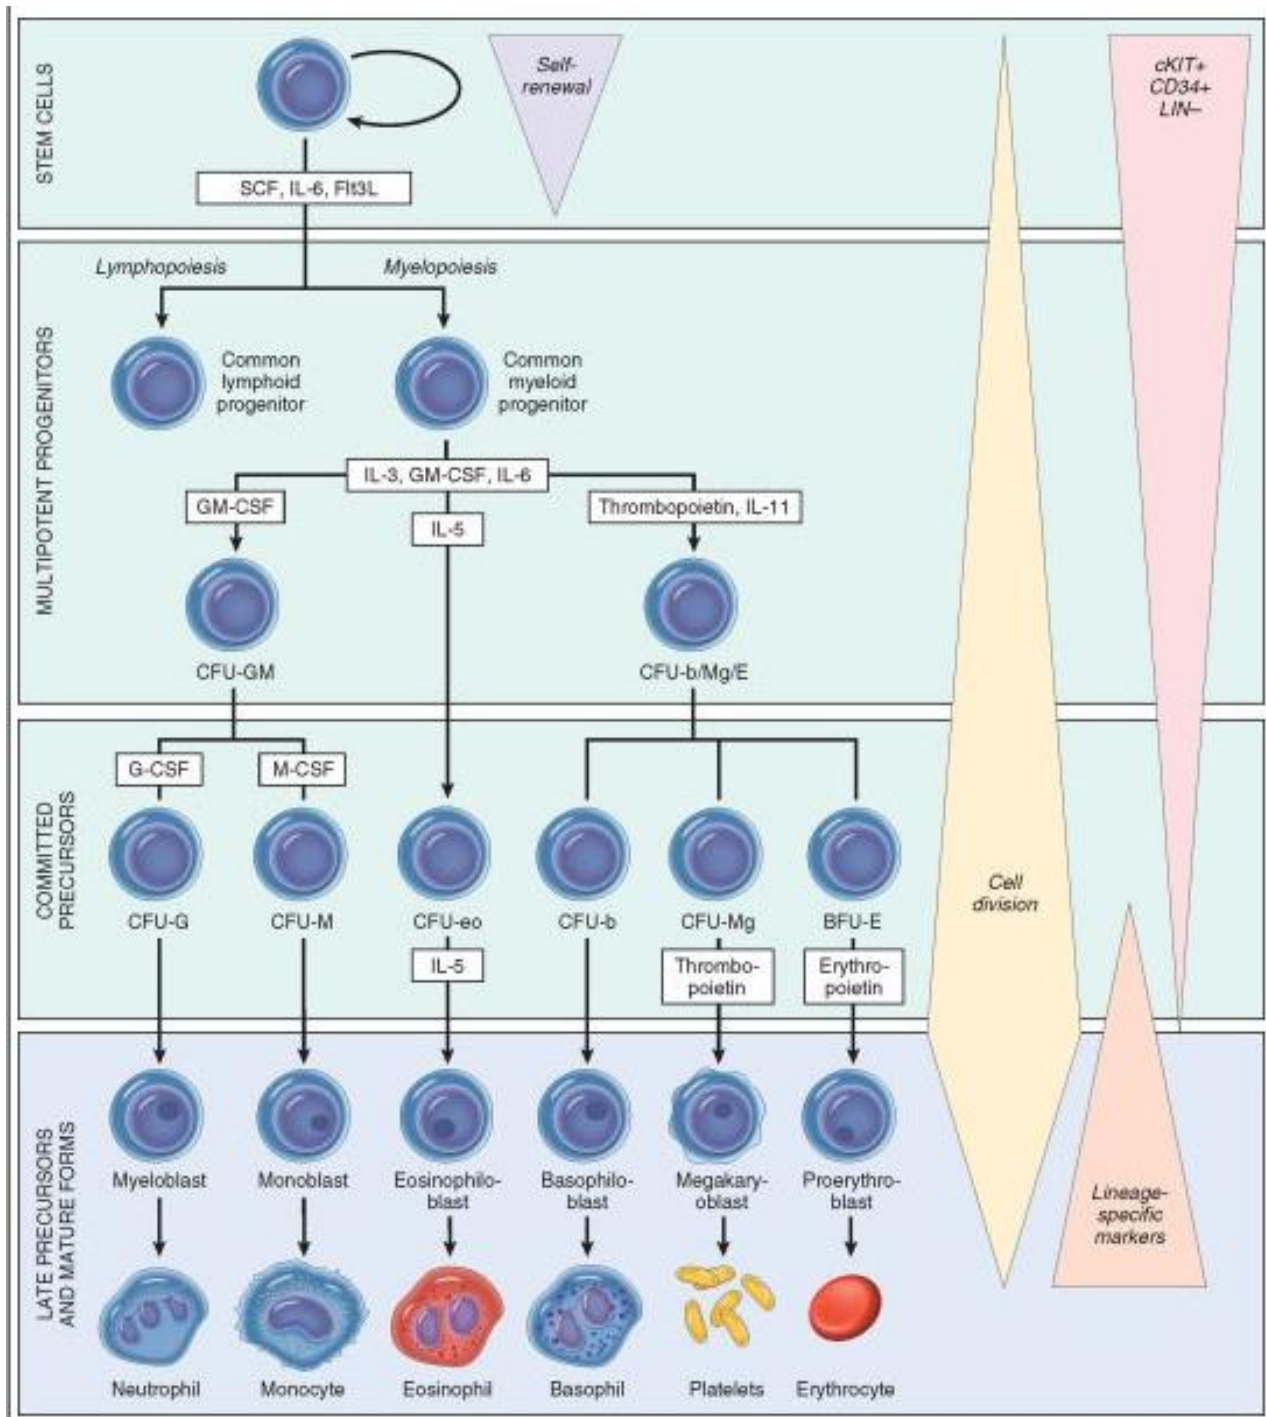 STEM CELLS
Self-
renewal
cKIT+
CD34+
LIN–
SCF, IL-6, Flt3L
MULTIPOTENT PROGENITORS
Lymphopoiesis
Myelopoiesis
Common
lymphoid
progenitor
Common
myeloid
progenitor
IL-3, GM-CSF, IL-6
GM-CSF
IL-5
Thrombopoietin, IL-11
CFU-GM
CFU-b/Mg/E
COMMITTED
PRECURSORS
G-CSF
M-CSF
CFU-G
CFU-M
CFU-eo
CFU-b
CFU-Mg
BFU-E
Cell
division
IL-5
Thrombo-
poietin
Erythro-
poietin
LATE PRECURSORS
AND MATURE FORMS
Myeloblast
Monoblast
Eosinophilo-
blast
Basophilo-
blast
Megakary-
oblast
Proerythro-
blast
Lineage-
specific
markers
Neutrophil
Monocyte
Eosinophil
Basophil
Platelets
Erythrocyte